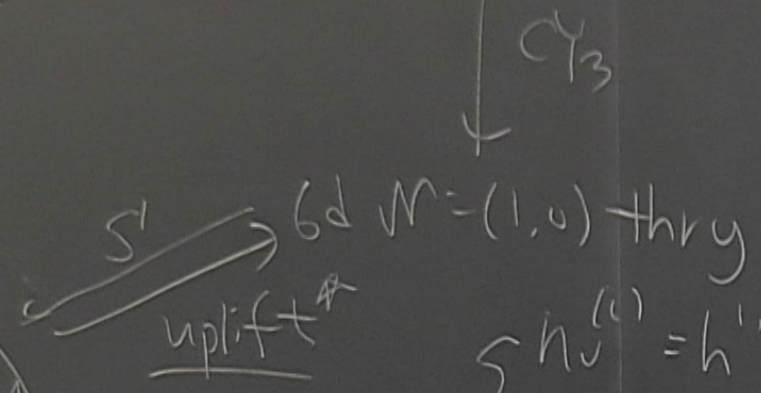 CY₃
S¹ 6d N=(1,0) thry
uplift*
h